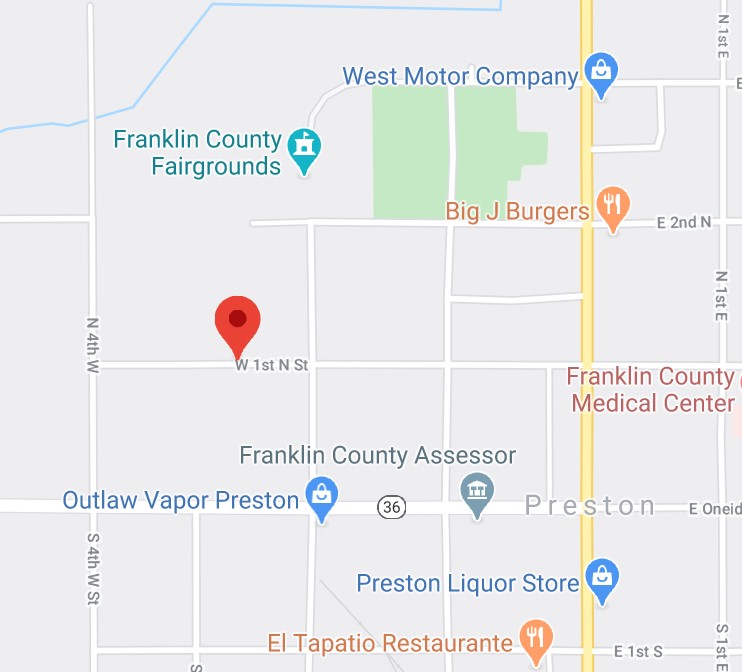 N 1st E
West Motor Company
E
Franklin County
Fairgrounds
Big J Burgers
E 2nd N
N 1st E
N 4th W
W 1st N St
Franklin County
Medical Center
Franklin County Assessor
Outlaw Vapor Preston
36
Preston
E Oneid
S 4th W St
Preston Liquor Store
El Tapatio Restaurante
E 1st S
S 1st E
S